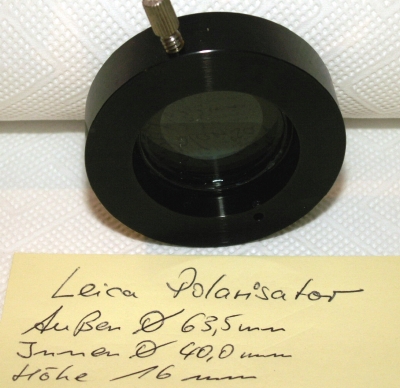 Leica Polarisator
Außen Ø 63,5 mm
Innen Ø 40,0 mm
Höhe 16 mm